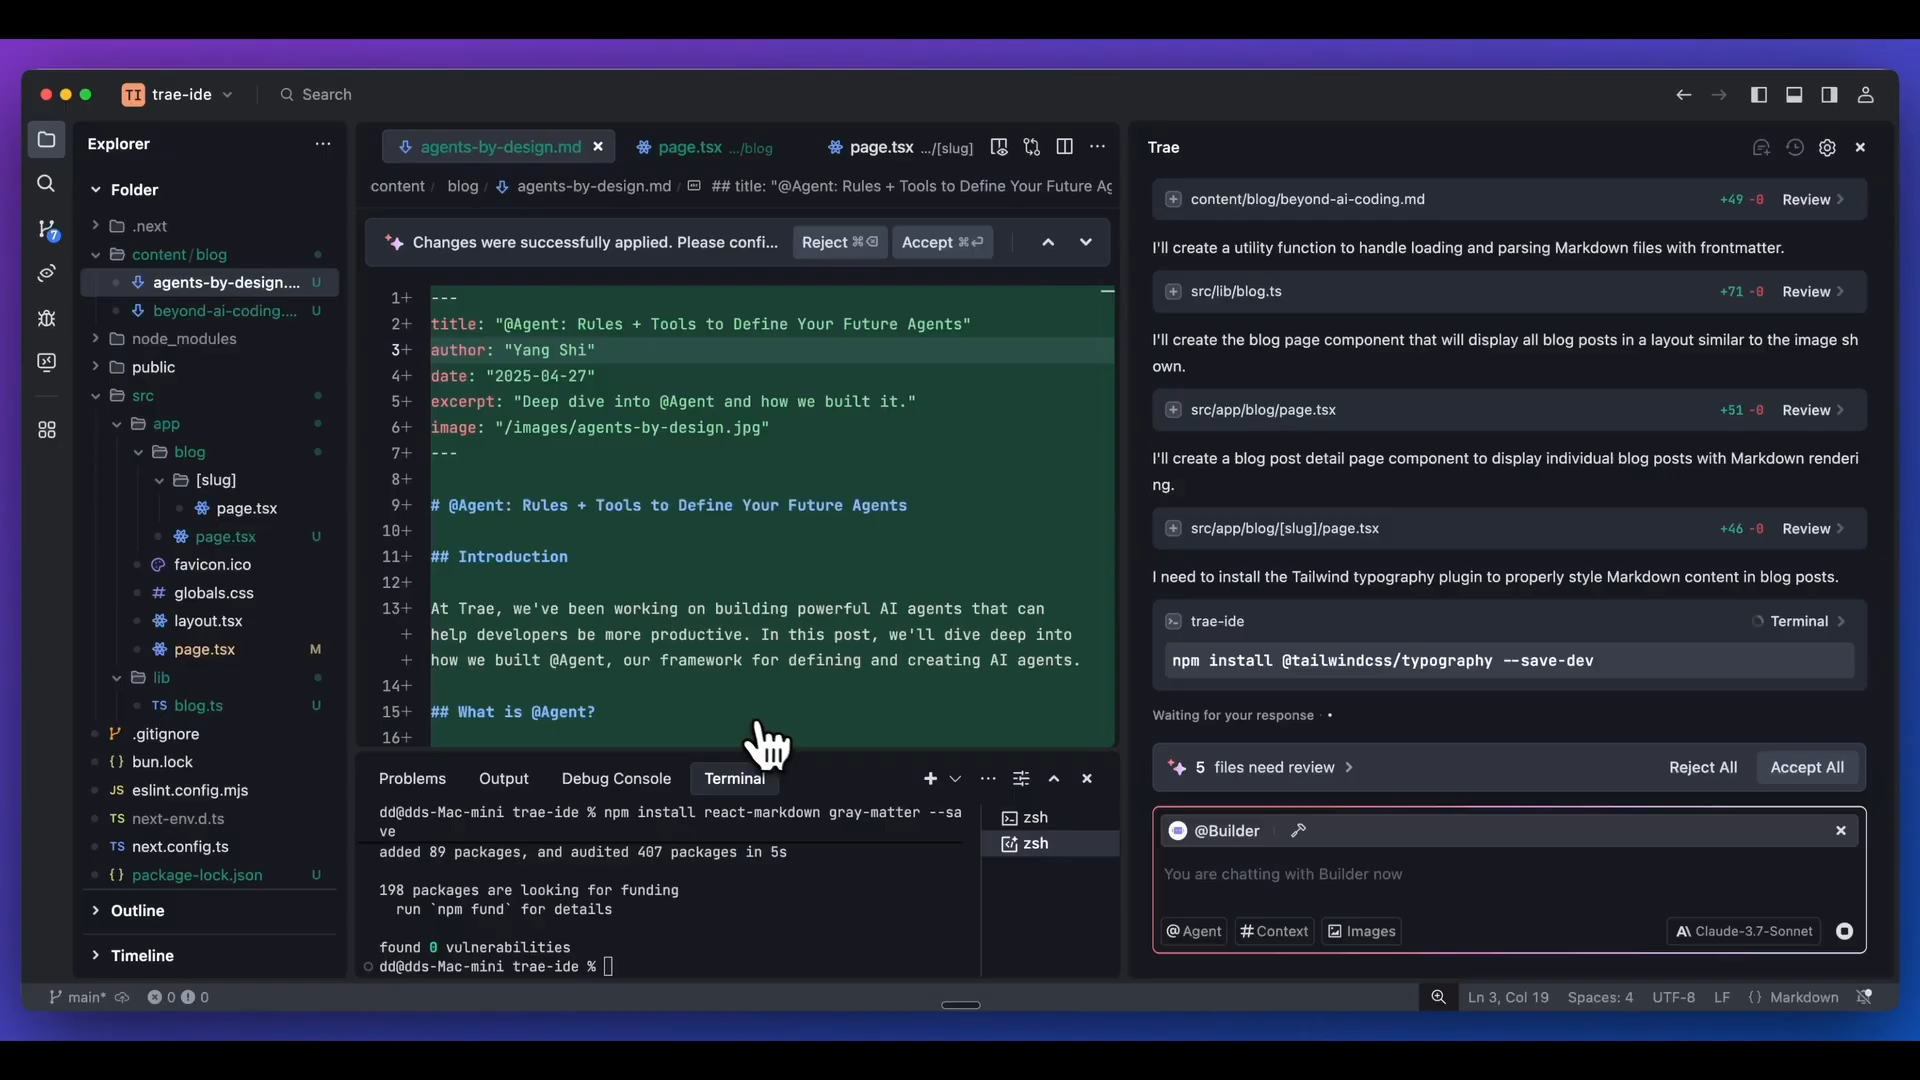 TI trae-ide
Search
Explorer
Folder
.next
content / blog
agents-by-design.... U
beyond-ai-coding.... U
node_modules
public
src
app
blog
[slug]
page.tsx
page.tsx U
favicon.ico
# globals.css
layout.tsx
page.tsx M
lib
TS blog.ts U
.gitignore
{} bun.lock
JS eslint.config.mjs
TS next-env.d.ts
TS next.config.ts
{} package-lock.json U
Outline
Timeline
7
agents-by-design.md
page.tsx .../blog
page.tsx .../[slug]
content / blog / agents-by-design.md / ## title: "@Agent: Rules + Tools to Define Your Future Ag
Changes were successfully applied. Please confi... Reject ⌘⌫ Accept ⌘⏎
1+ ---
2+ title: "@Agent: Rules + Tools to Define Your Future Agents"
3+ author: "Yang Shi"
4+ date: "2025-04-27"
5+ excerpt: "Deep dive into @Agent and how we built it."
6+ image: "/images/agents-by-design.jpg"
7+ ---
8+
9+ # @Agent: Rules + Tools to Define Your Future Agents
10+
11+ ## Introduction
12+
13+ At Trae, we've been working on building powerful AI agents that can
+ help developers be more productive. In this post, we'll dive deep into
+ how we built @Agent, our framework for defining and creating AI agents.
14+
15+ ## What is @Agent?
16+
Problems Output Debug Console Terminal
dd@dds-Mac-mini trae-ide % npm install react-markdown gray-matter --sa
ve
added 89 packages, and audited 407 packages in 5s
198 packages are looking for funding
run `npm fund` for details
found 0 vulnerabilities
dd@dds-Mac-mini trae-ide %
zsh
zsh
Trae
content/blog/beyond-ai-coding.md +49 -0 Review
I'll create a utility function to handle loading and parsing Markdown files with frontmatter.
src/lib/blog.ts +71 -0 Review
I'll create the blog page component that will display all blog posts in a layout similar to the image sh
own.
src/app/blog/page.tsx +51 -0 Review
I'll create a blog post detail page component to display individual blog posts with Markdown renderi
ng.
src/app/blog/[slug]/page.tsx +46 -0 Review
I need to install the Tailwind typography plugin to properly style Markdown content in blog posts.
trae-ide Terminal
npm install @tailwindcss/typography --save-dev
Waiting for your response
5 files need review Reject All Accept All
@Builder
You are chatting with Builder now
@ Agent # Context Images A\ Claude-3.7-Sonnet
main* 0 0
Ln 3, Col 19 Spaces: 4 UTF-8 LF {} Markdown